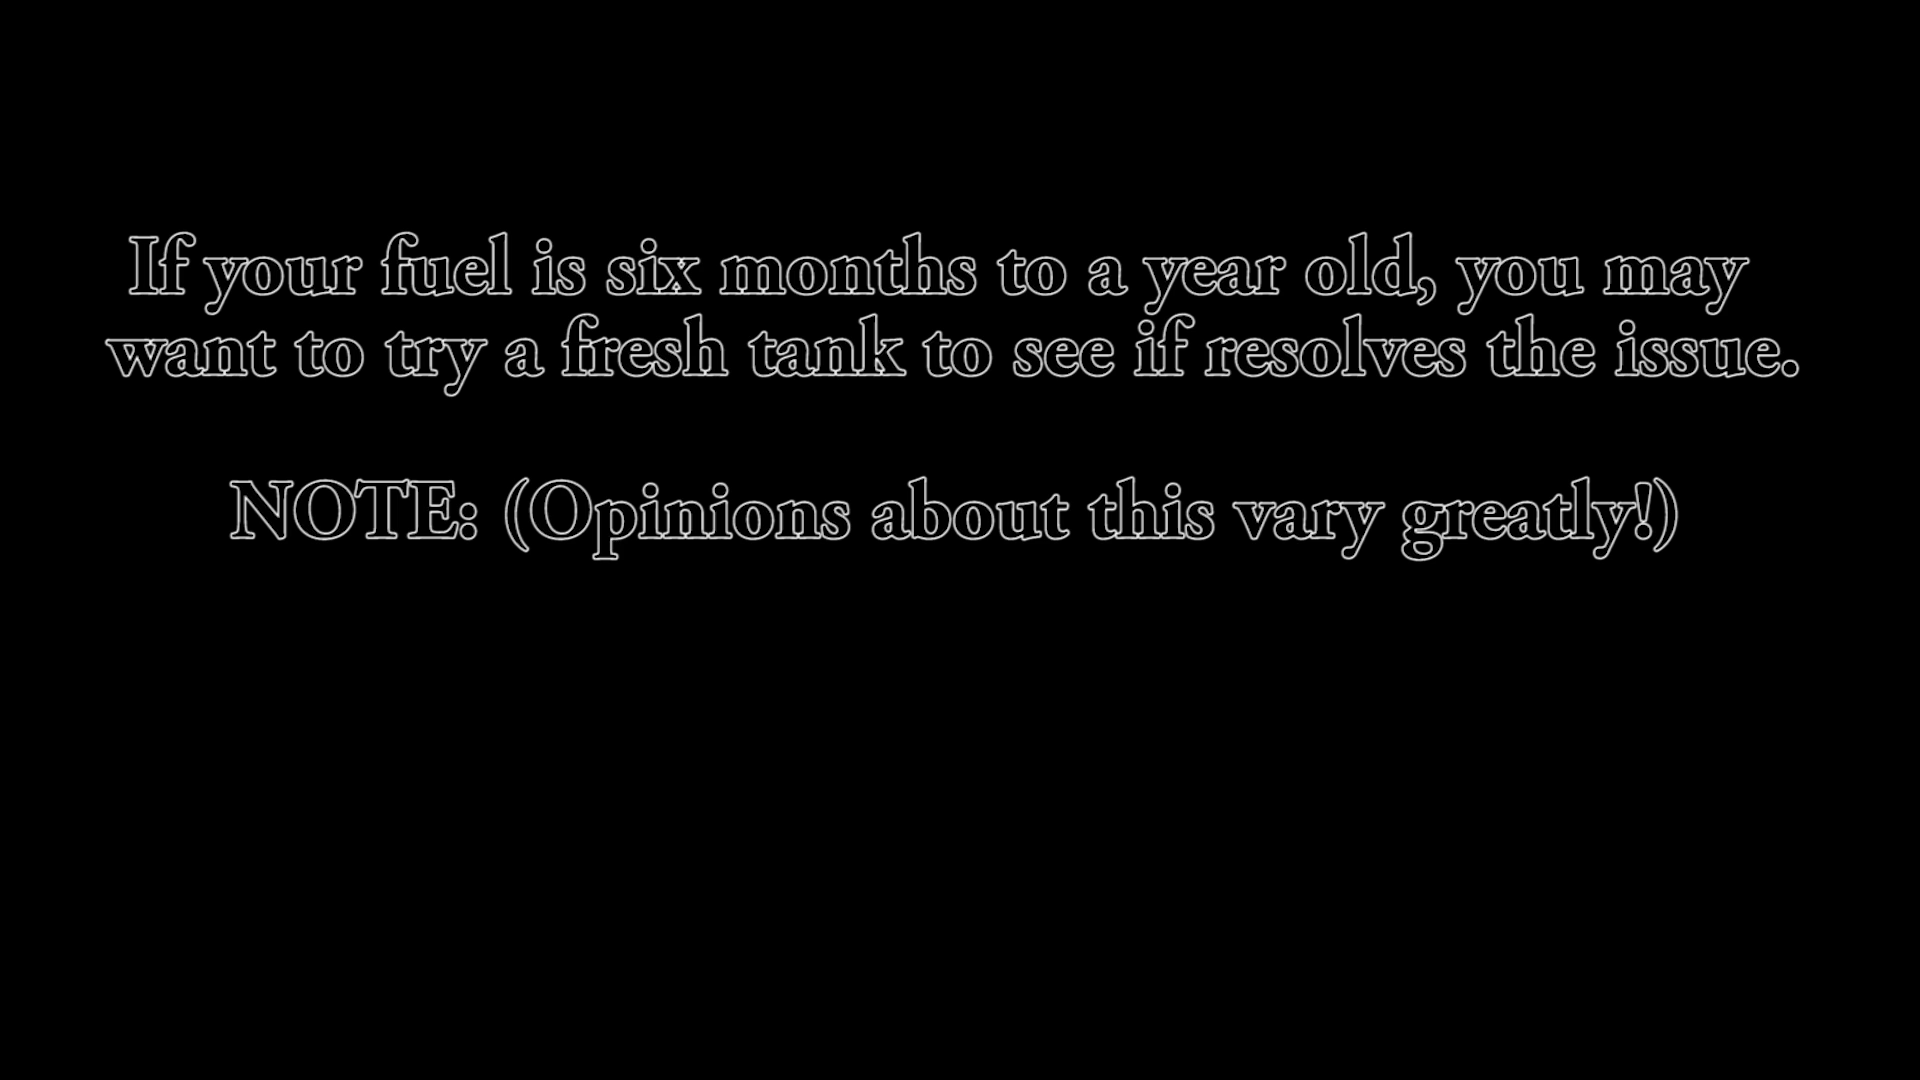 If your fuel is six months to a year old, you may
want to try a fresh tank to see if resolves the issue.
NOTE: (Opinions about this vary greatly!)